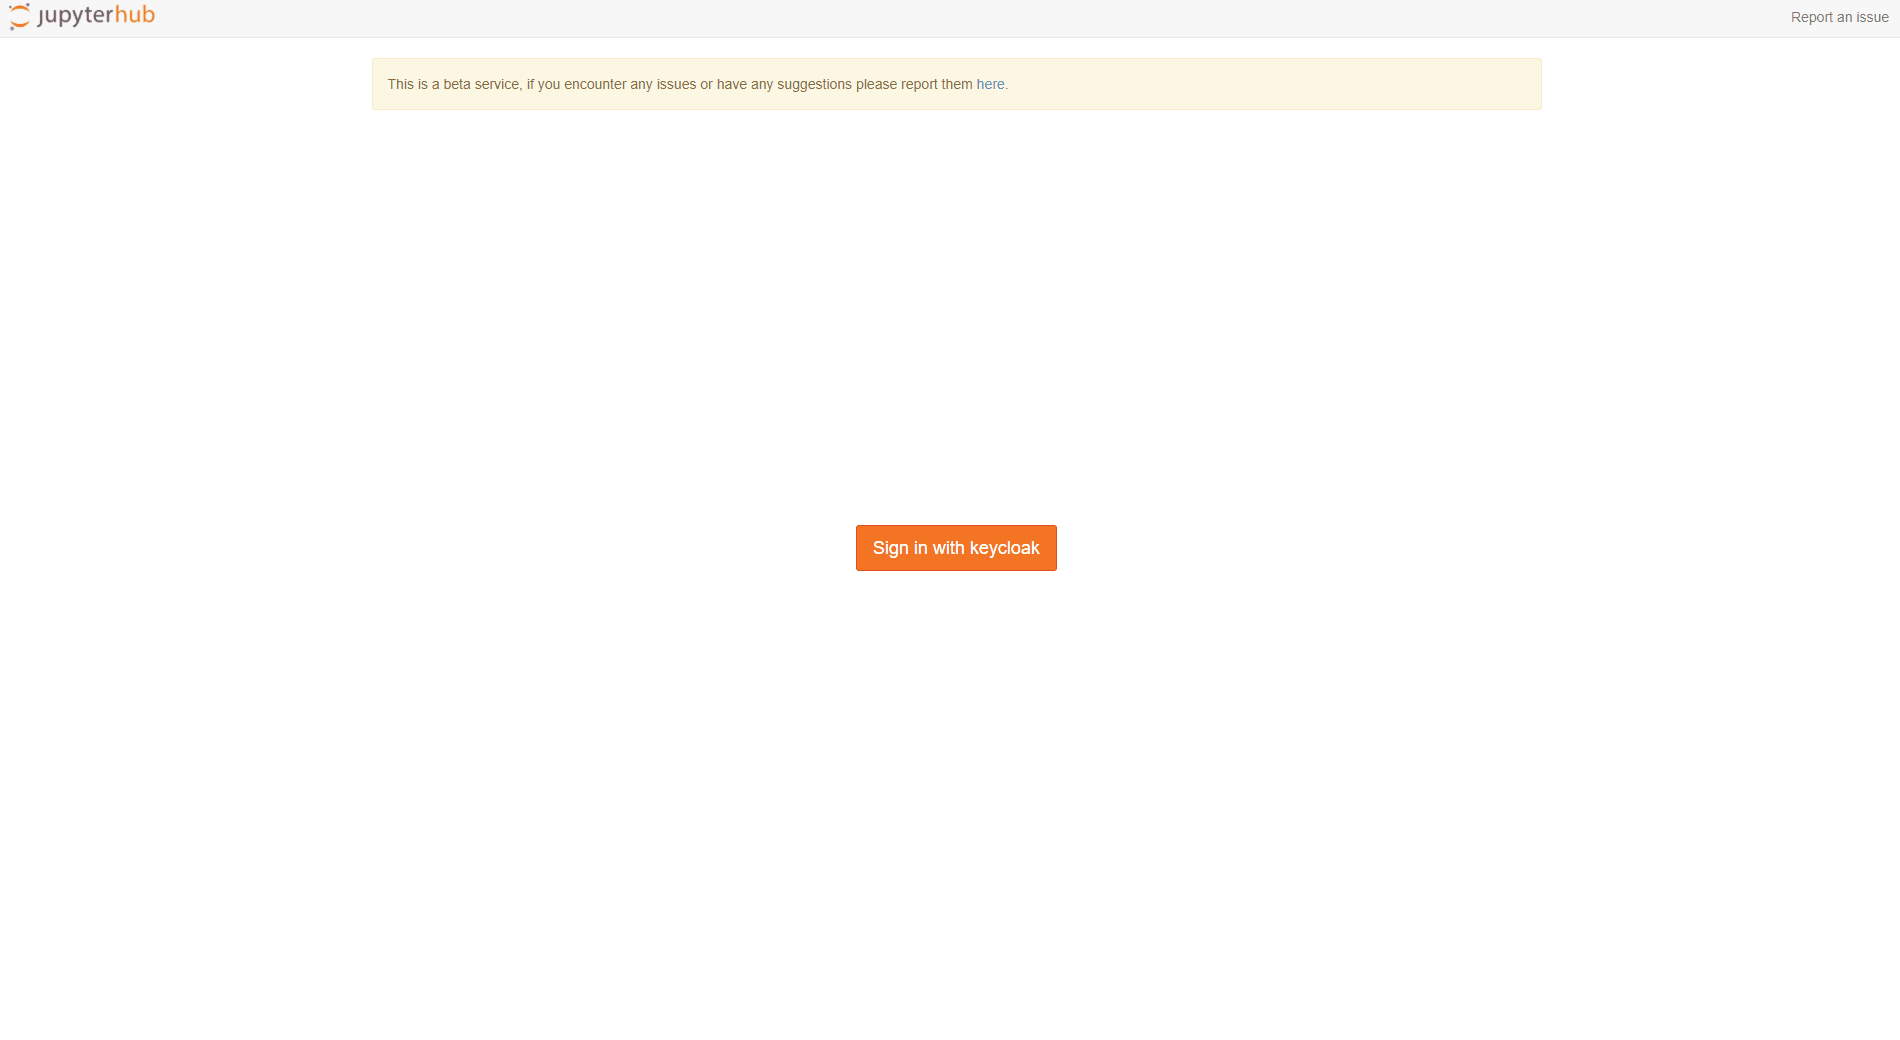 jupyterhub
Report an issue
This is a beta service, if you encounter any issues or have any suggestions please report them here.
Sign in with keycloak